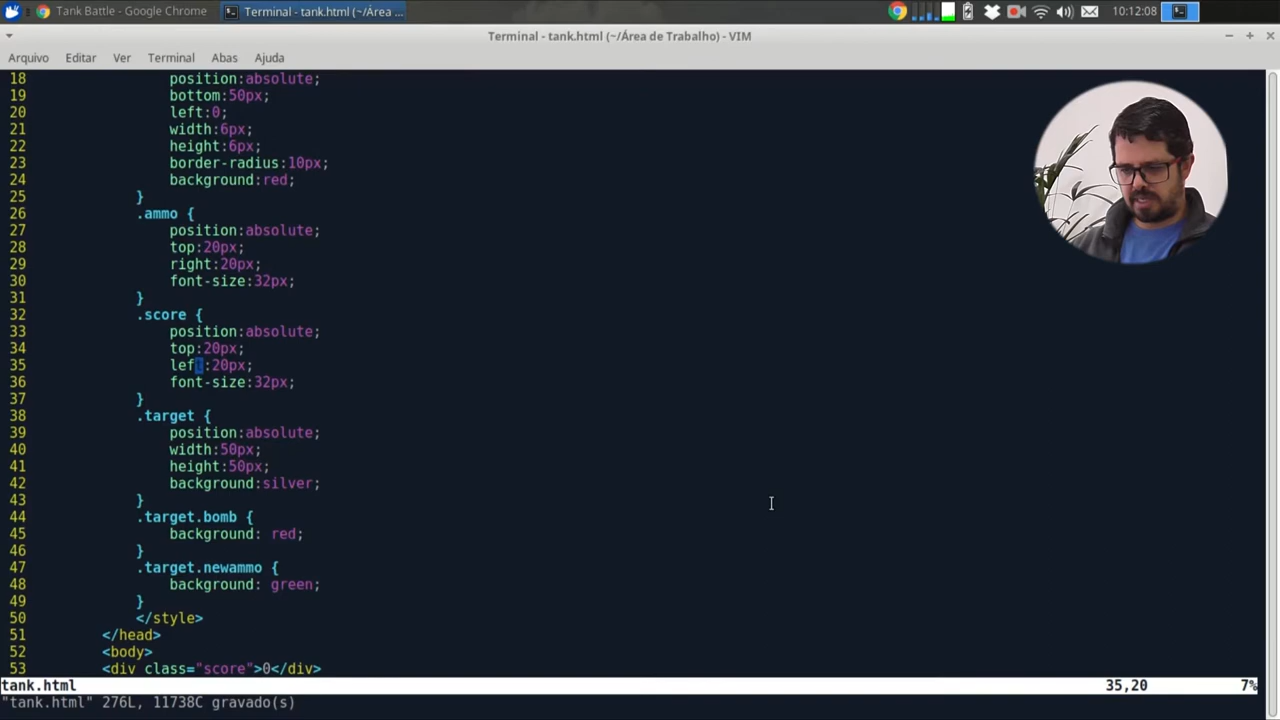 Tank Battle - Google Chrome
Terminal - tank.html (~/Área ...
10:12:08
Terminal - tank.html (~/Área de Trabalho) - VIM
Arquivo Editar Ver Terminal Abas Ajuda
18 position:absolute;
19 bottom:50px;
20 left:0;
21 width:6px;
22 height:6px;
23 border-radius:10px;
24 background:red;
25 }
26 .ammo {
27 position:absolute;
28 top:20px;
29 right:20px;
30 font-size:32px;
31 }
32 .score {
33 position:absolute;
34 top:20px;
35 left:20px;
36 font-size:32px;
37 }
38 .target {
39 position:absolute;
40 width:50px;
41 height:50px;
42 background:silver;
43 }
44 .target.bomb {
45 background: red;
46 }
47 .target.newammo {
48 background: green;
49 }
50 </style>
51 </head>
52 <body>
53 <div class="score">0</div>
tank.html 35,20 7%
"tank.html" 276L, 11738C gravado(s)